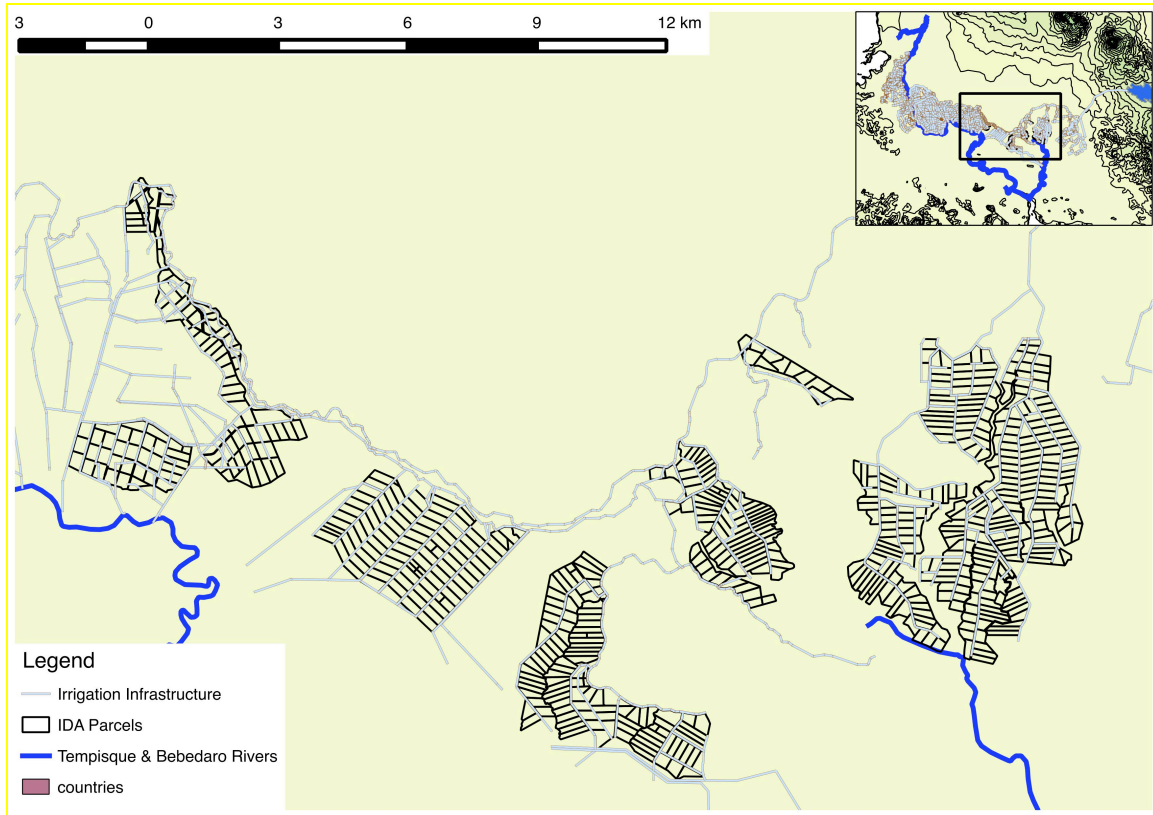 3 0 3 6 9 12 km
Legend
Irrigation Infrastructure
IDA Parcels
Tempisque & Bebedaro Rivers
countries